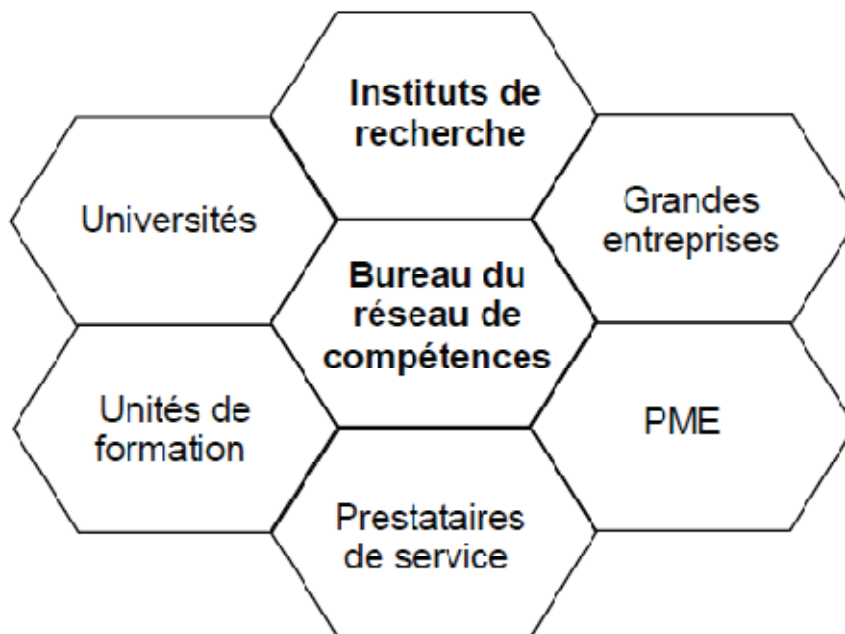 Instituts de
recherche
Universités
Grandes
entreprises
Bureau du
réseau de
compétences
Unités de
formation
PME
Prestataires
de service